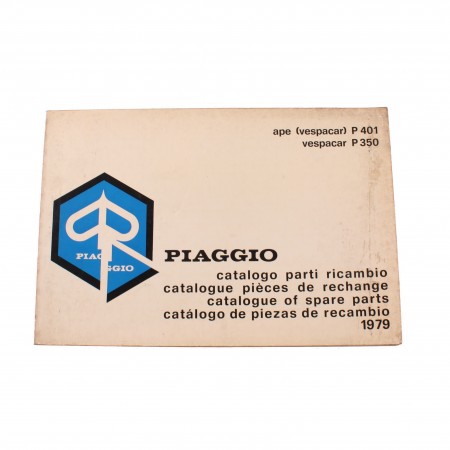 ape (vespacar) P 401
vespacar P 350
PIAGGIO
PIAGGIO
catalogo parti ricambio
catalogue pièces de rechange
catalogue of spare parts
catálogo de piezas de recambio
1979